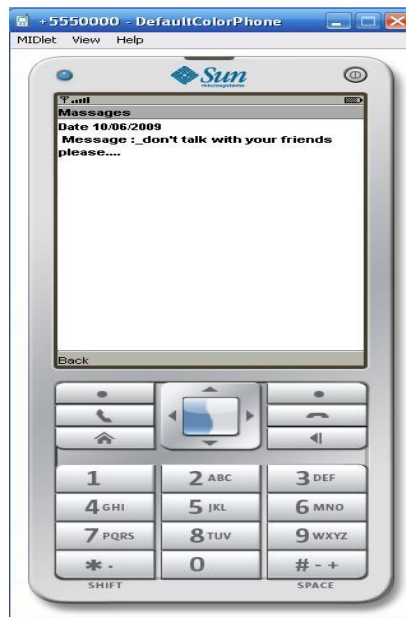 +5550000 - DefaultColorPhone
MIDlet View Help
Sun
microsystems
Massages
Date 10/06/2009
Message :_don't talk with your friends
please....
Back
1 2 ABC 3 DEF
4 GHI 5 JKL 6 MNO
7 PQRS 8 TUV 9 WXYZ
* . 0 # - +
SHIFT SPACE